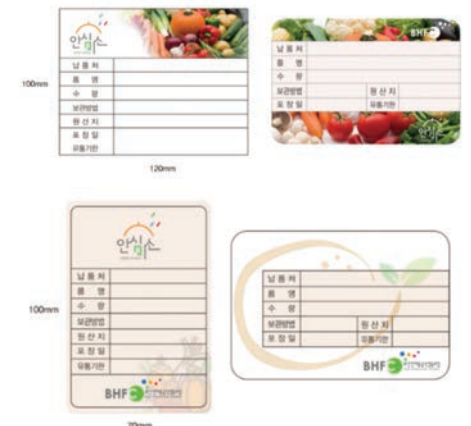 안심소
납 품 처
품 명
수 량
보관방법
원 산 지
포 장 일
유통기한
100mm
120mm
BHF
납 품 처
품 명
수 량
보관방법 원 산 지
포 장 일 유통기한
안심
안심소
납 품 처
품 명
수 량
보관방법
원 산 지
포 장 일
유통기한
BHF
100mm
70mm
납 품 처
품 명
수 량
보관방법 원 산 지
포 장 일 유통기한
BHF